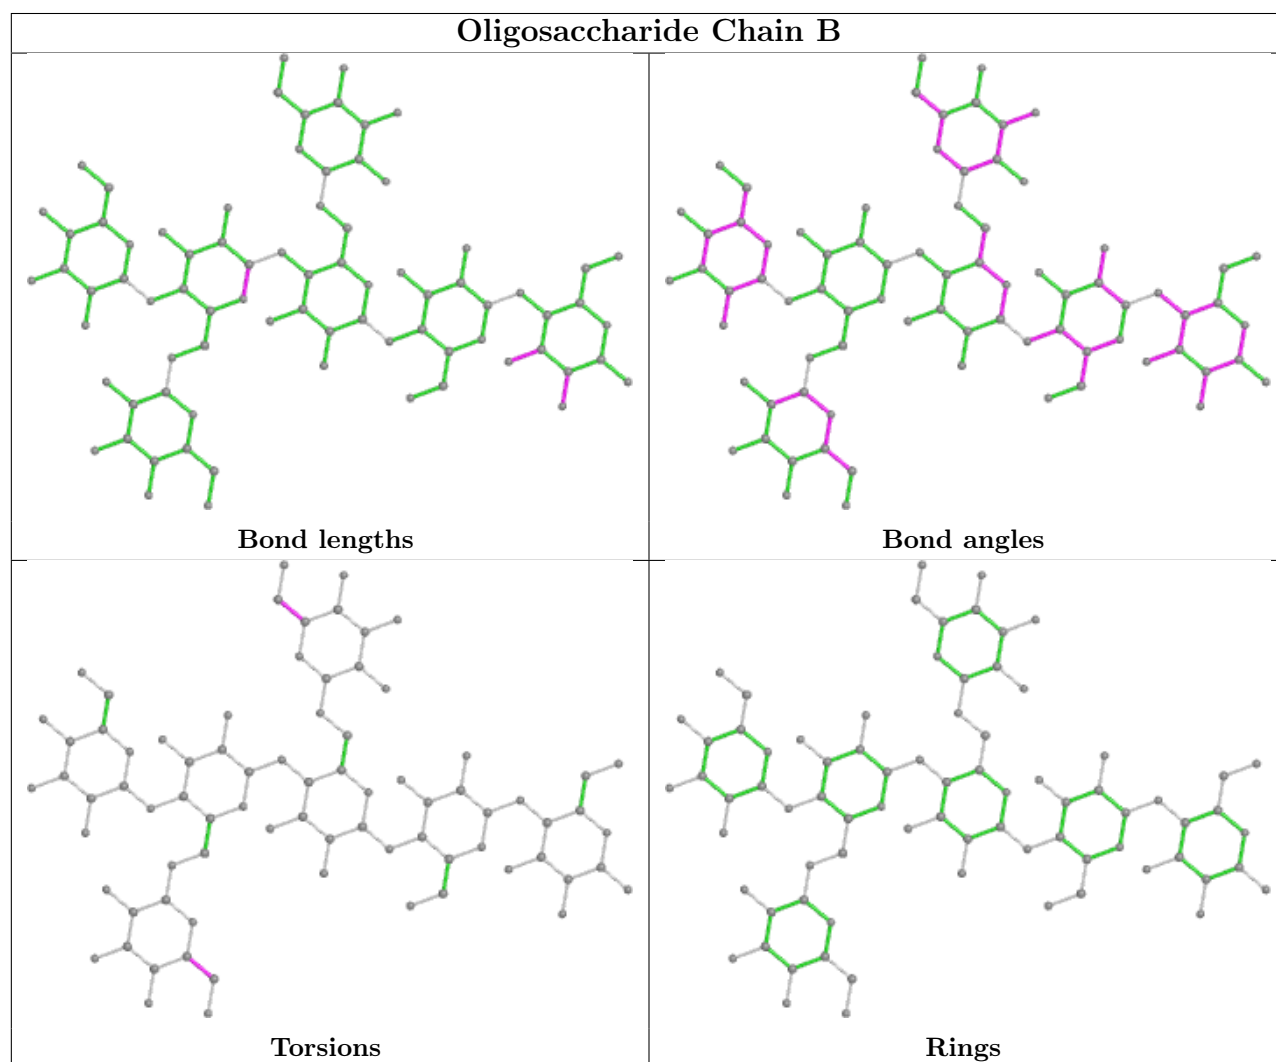 Oligosaccharide Chain B
Bond lengths
Bond angles
Torsions
Rings